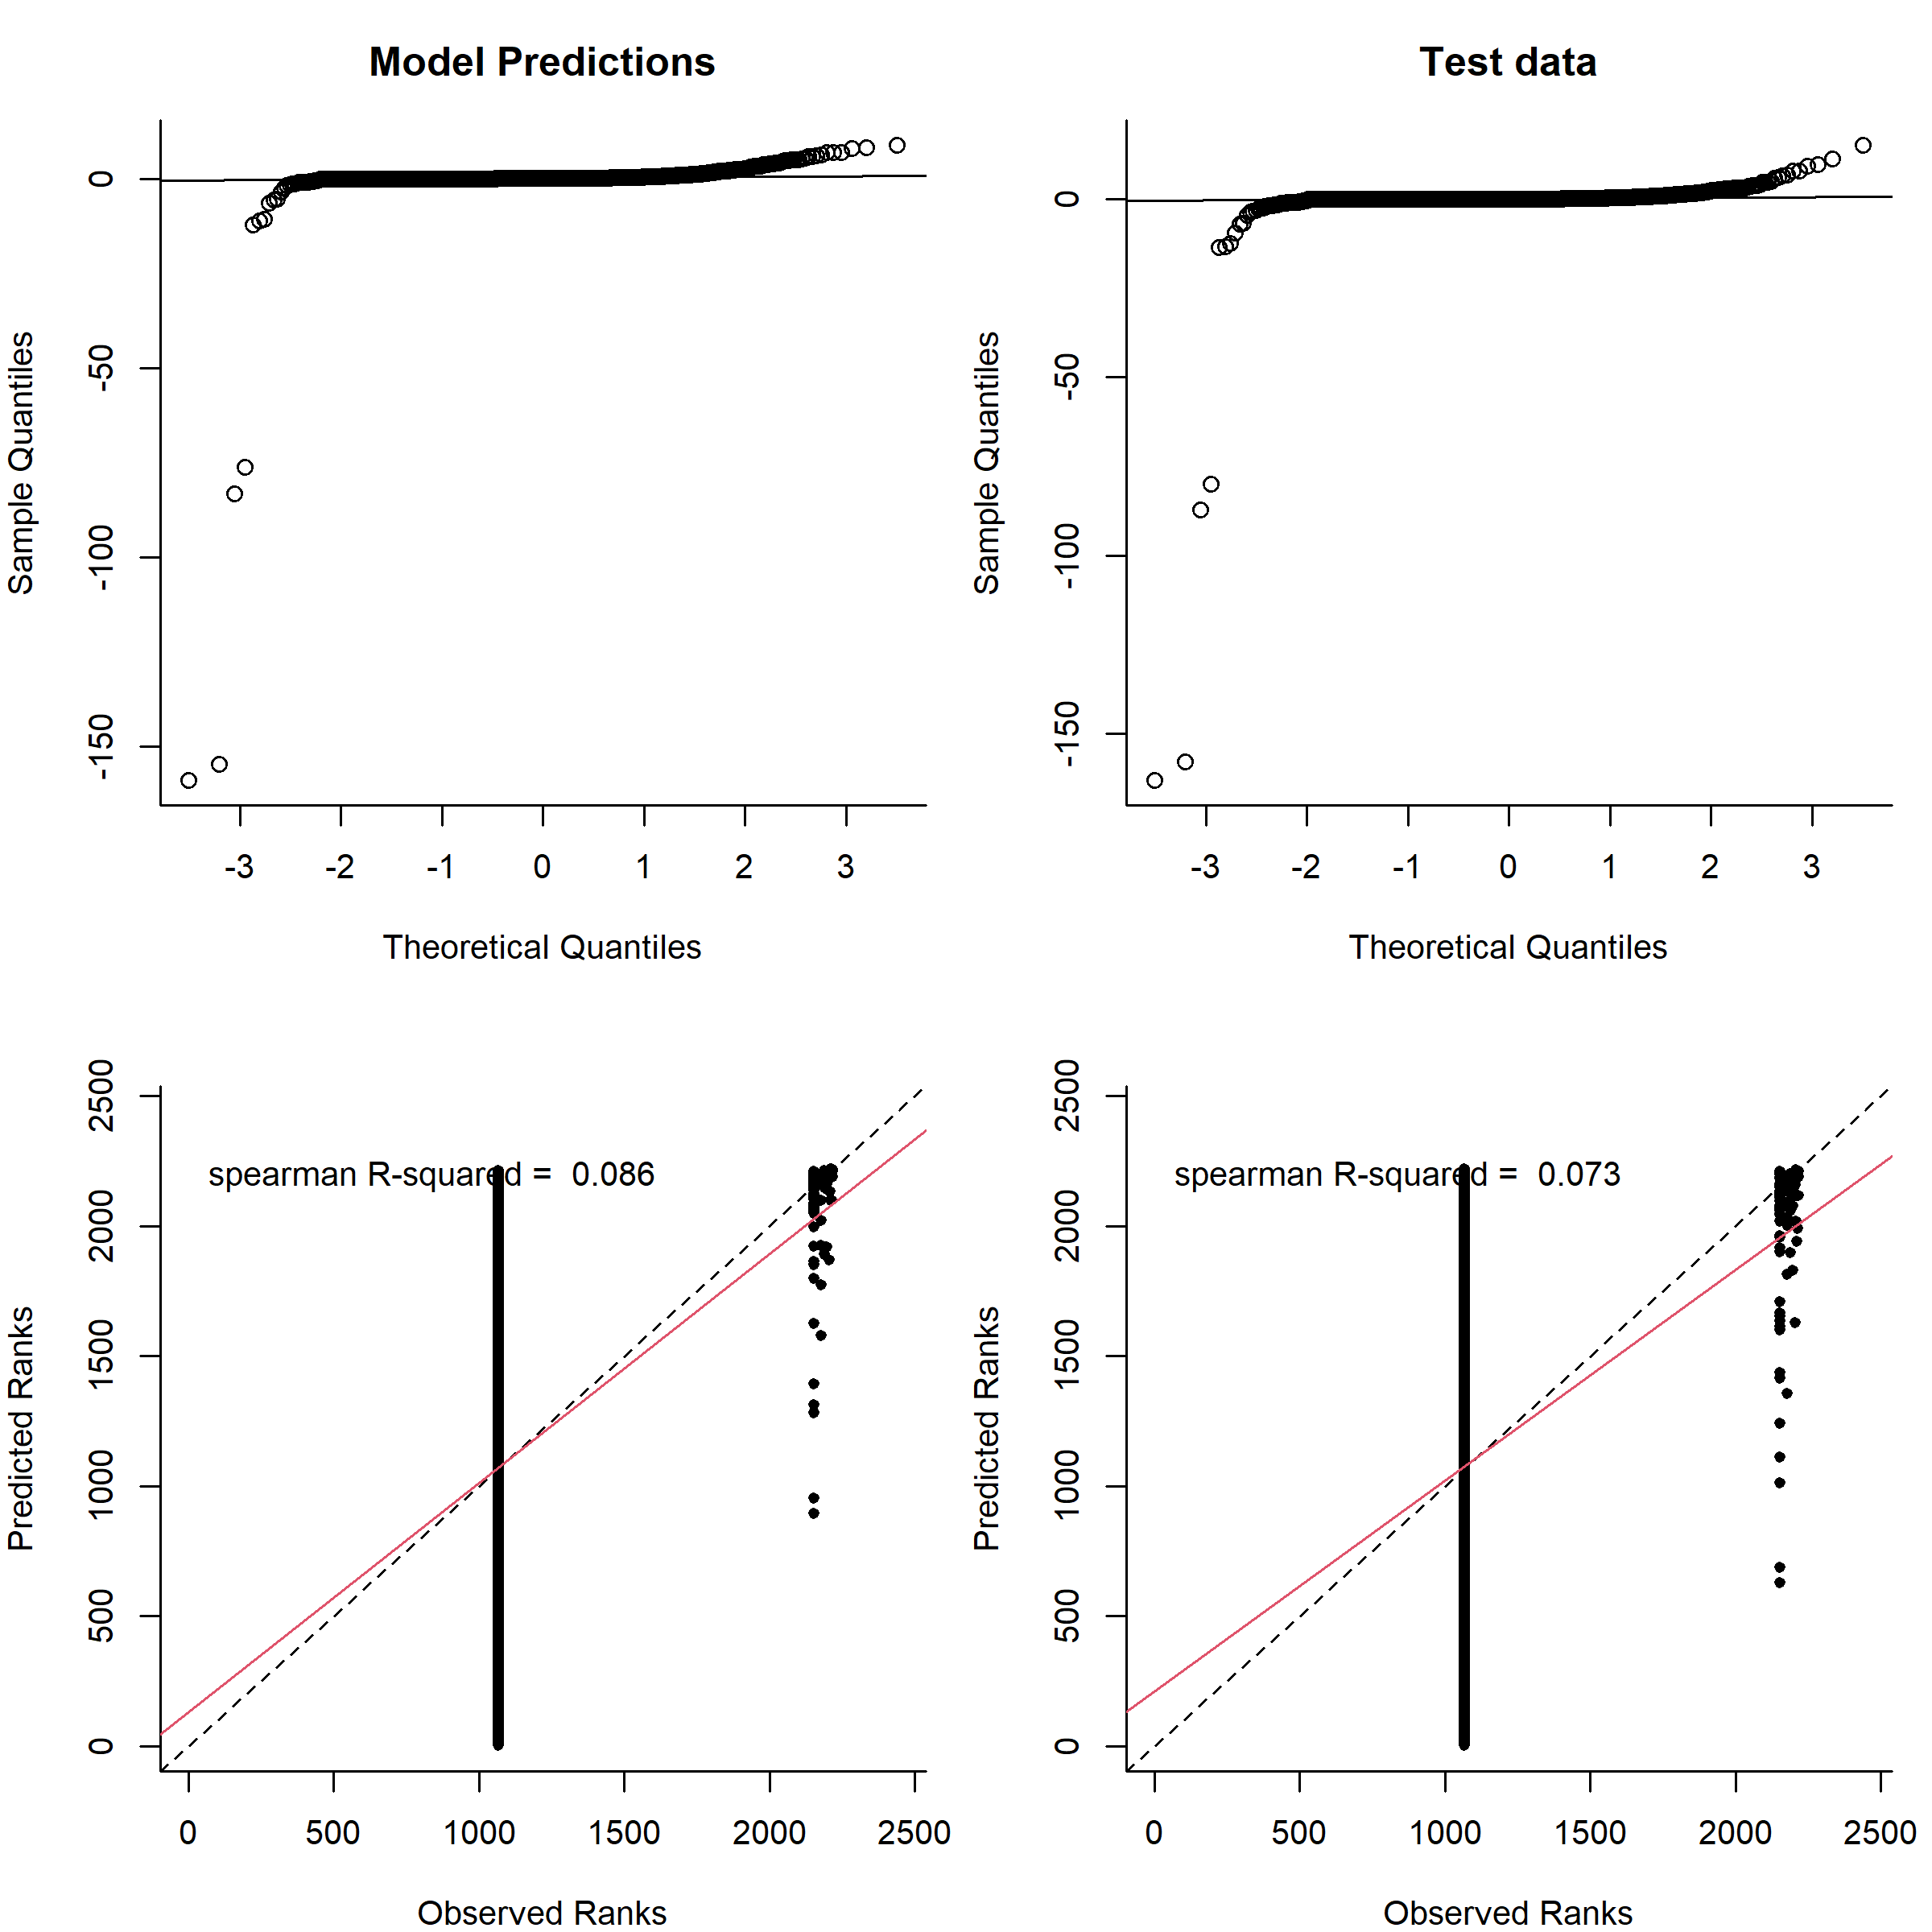 Model Predictions
Test data
Sample Quantiles
0
-50
-100
-150
-3 -2 -1 0 1 2 3
Theoretical Quantiles
Sample Quantiles
0
-50
-100
-150
-3 -2 -1 0 1 2 3
Theoretical Quantiles
Predicted Ranks
2500
2000
1500
1000
500
0
spearman R-squared = 0.086
0 500 1000 1500 2000 2500
Observed Ranks
Predicted Ranks
2500
2000
1500
1000
500
0
spearman R-squared = 0.073
0 500 1000 1500 2000 2500
Observed Ranks